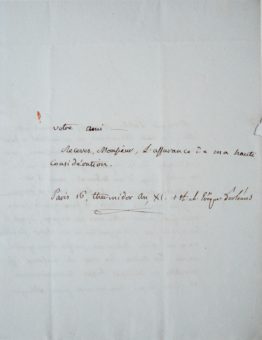 votre ami
Recevez, Monsieur, l'assurance de ma haute
considération.
Paris 16, thermidor an XI.